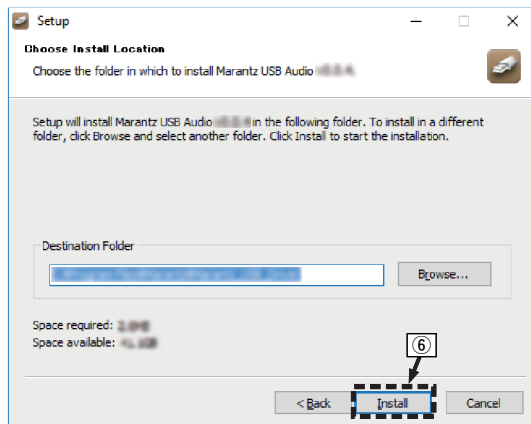 Setup
Choose Install Location
Choose the folder in which to install Marantz USB Audio
Setup will install Marantz USB Audio in the following folder. To install in a different
folder, click Browse and select another folder. Click Install to start the installation.
Destination Folder
Browse...
Space required:
Space available:
⑥
< Back Install Cancel